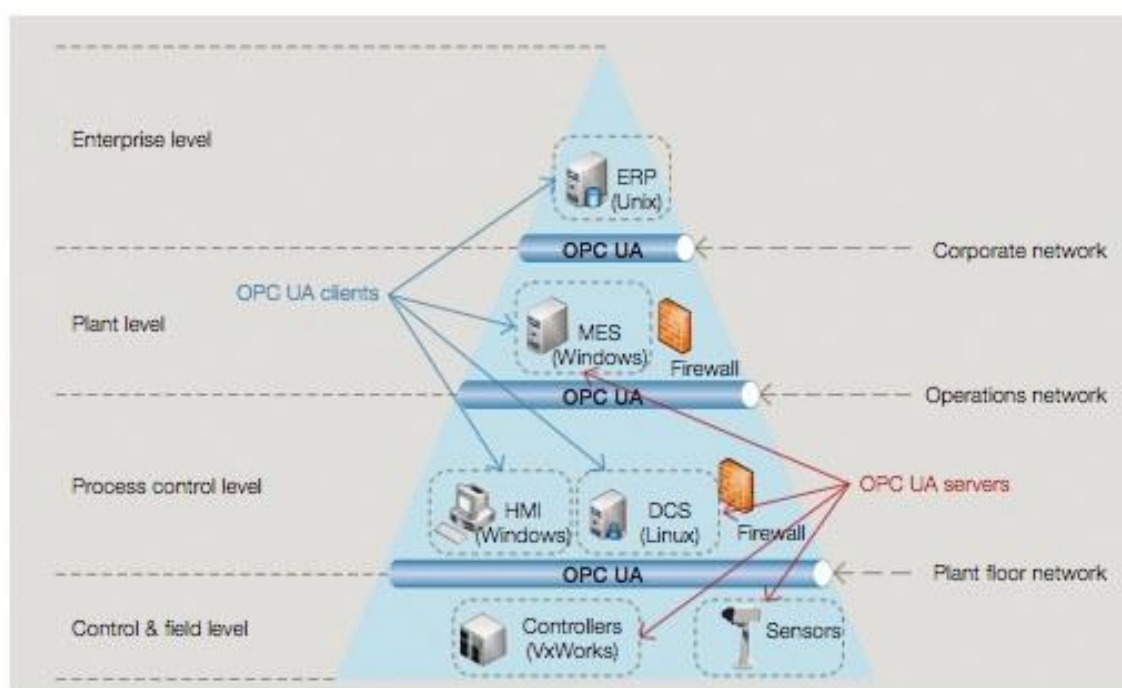 Enterprise level
ERP
(Unix)
OPC UA
Corporate network
OPC UA clients
Plant level
MES
(Windows)
Firewall
OPC UA
Operations network
Process control level
HMI
(Windows)
DCS
(Linux)
Firewall
OPC UA servers
OPC UA
Plant floor network
Control & field level
Controllers
(VxWorks)
Sensors